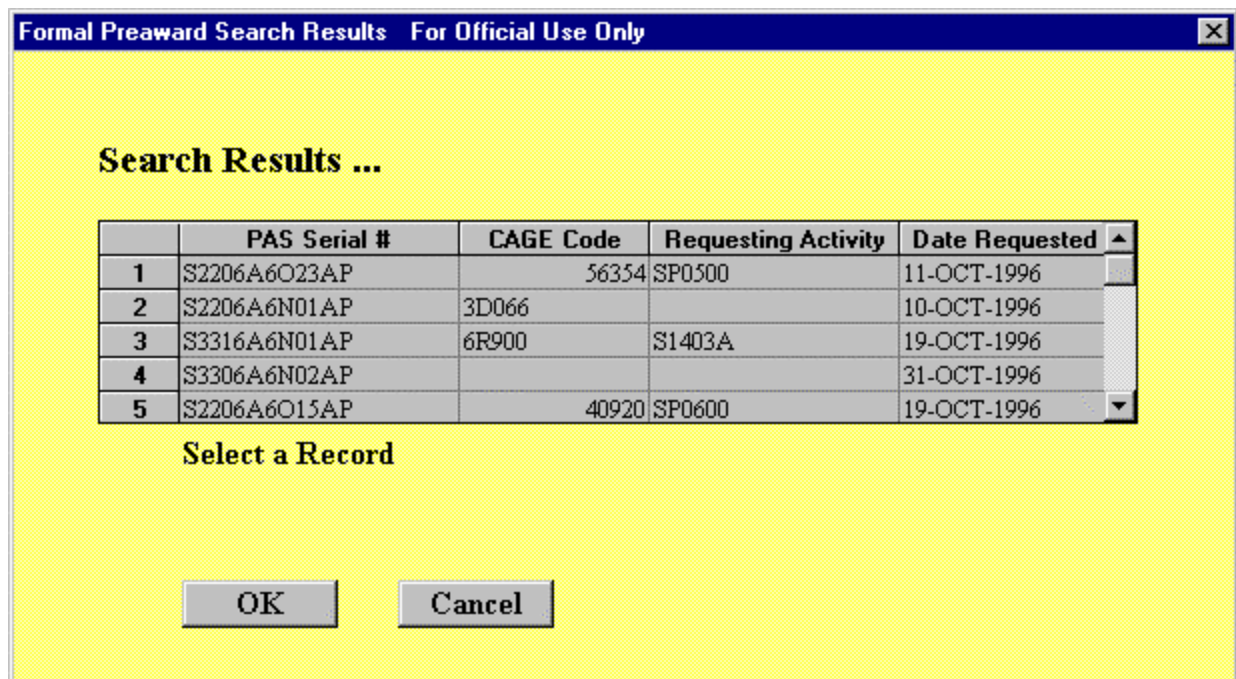 Formal Preaward Search Results For Official Use Only
Search Results ...
PAS Serial # CAGE Code Requesting Activity Date Requested
1 S2206A6O23AP 56354 SP0500 11-OCT-1996
2 S2206A6N01AP 3D066 10-OCT-1996
3 S3316A6N01AP 6R900 S1403A 19-OCT-1996
4 S3306A6N02AP 31-OCT-1996
5 S2206A6O15AP 40920 SP0600 19-OCT-1996
Select a Record
OK Cancel